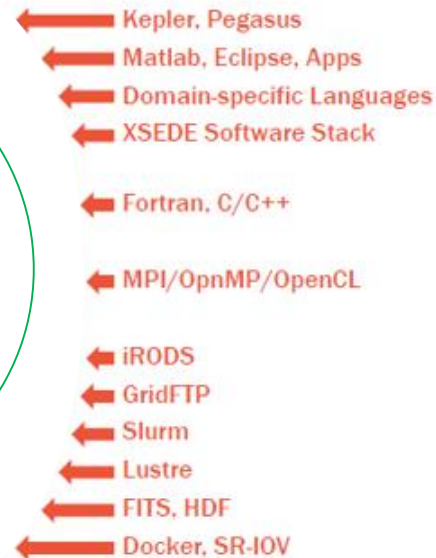 Kepler, Pegasus
Matlab, Eclipse, Apps
Domain-specific Languages
XSEDE Software Stack
Fortran, C/C++
MPI/OpnMP/OpenCL
iRODS
GridFTP
Slurm
Lustre
FITS, HDF
Docker, SR-IOV